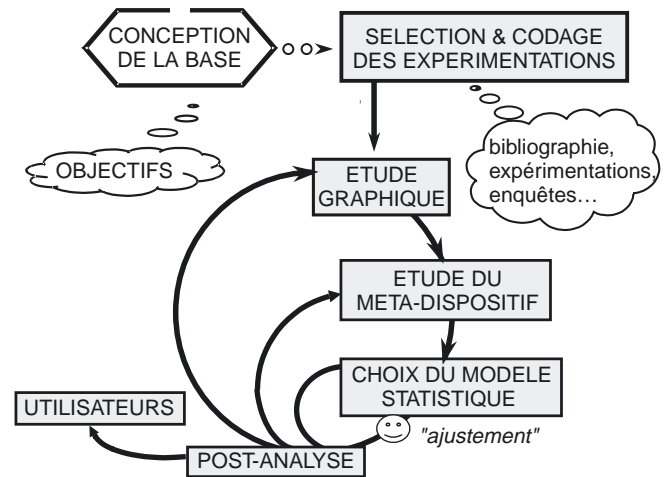 CONCEPTION
DE LA BASE
SELECTION & CODAGE
DES EXPERIMENTATIONS
OBJECTIFS
bibliographie,
expérimentations,
enquêtes…
ETUDE
GRAPHIQUE
ETUDE DU
META-DISPOSITIF
CHOIX DU MODELE
STATISTIQUE
UTILISATEURS
"ajustement"
POST-ANALYSE